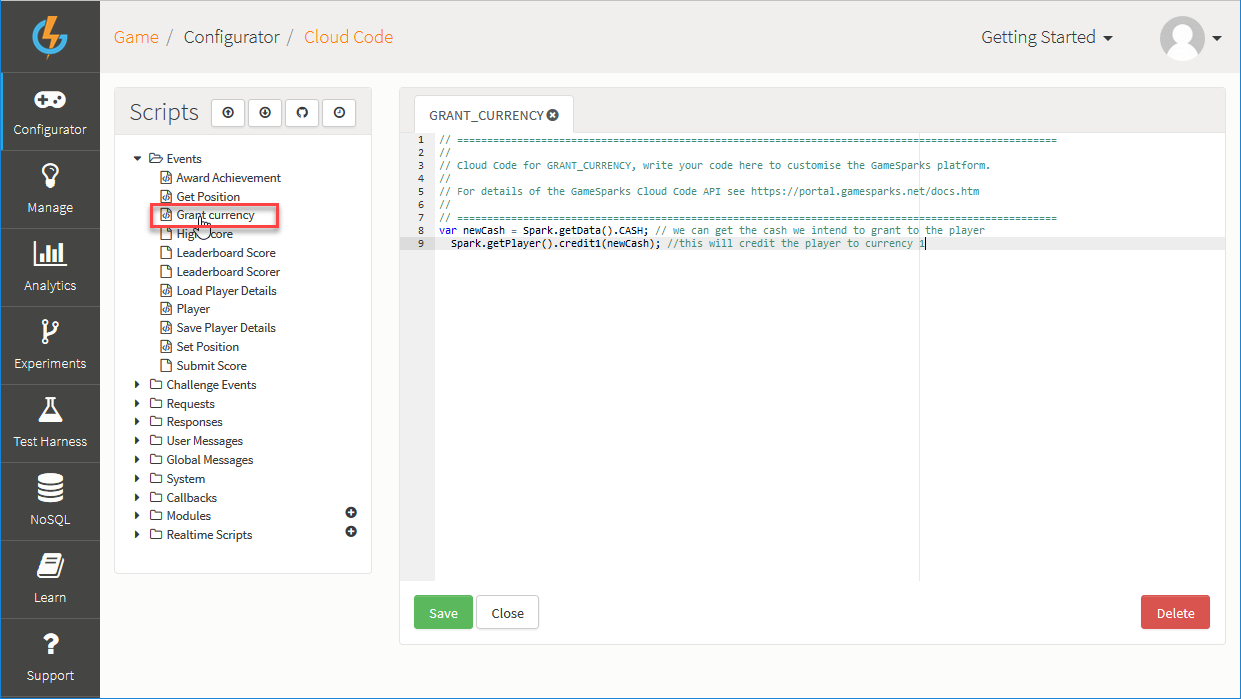 Game / Configurator / Cloud Code
Getting Started
Configurator
Manage
Analytics
Experiments
Test Harness
NoSQL
Learn
Support
Scripts
Events
Award Achievement
Get Position
Grant currency
High Score
Leaderboard Score
Leaderboard Scorer
Load Player Details
Player
Save Player Details
Set Position
Submit Score
Challenge Events
Requests
Responses
User Messages
Global Messages
System
Callbacks
Modules
Realtime Scripts
GRANT_CURRENCY
1 // ====================================================================================================
2 //
3 // Cloud Code for GRANT_CURRENCY, write your code here to customise the GameSparks platform.
4 //
5 // For details of the GameSparks Cloud Code API see https://portal.gamesparks.net/docs.htm
6 //
7 // ====================================================================================================
8 var newCash = Spark.getData().CASH; // we can get the cash we intend to grant to the player
9 Spark.getPlayer().credit1(newCash); //this will credit the player to currency 1
Save
Close
Delete